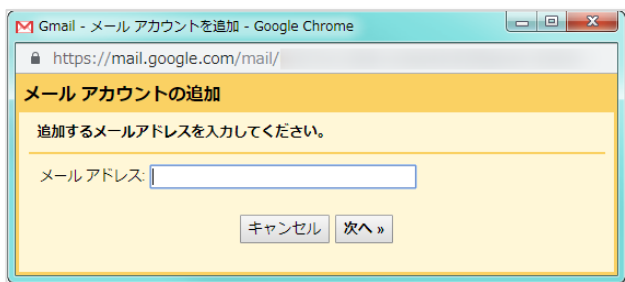 Gmail - メール アカウントを追加 - Google Chrome
https://mail.google.com/mail/
メール アカウントの追加
追加するメールアドレスを入力してください。
メール アドレス:
キャンセル 次へ »